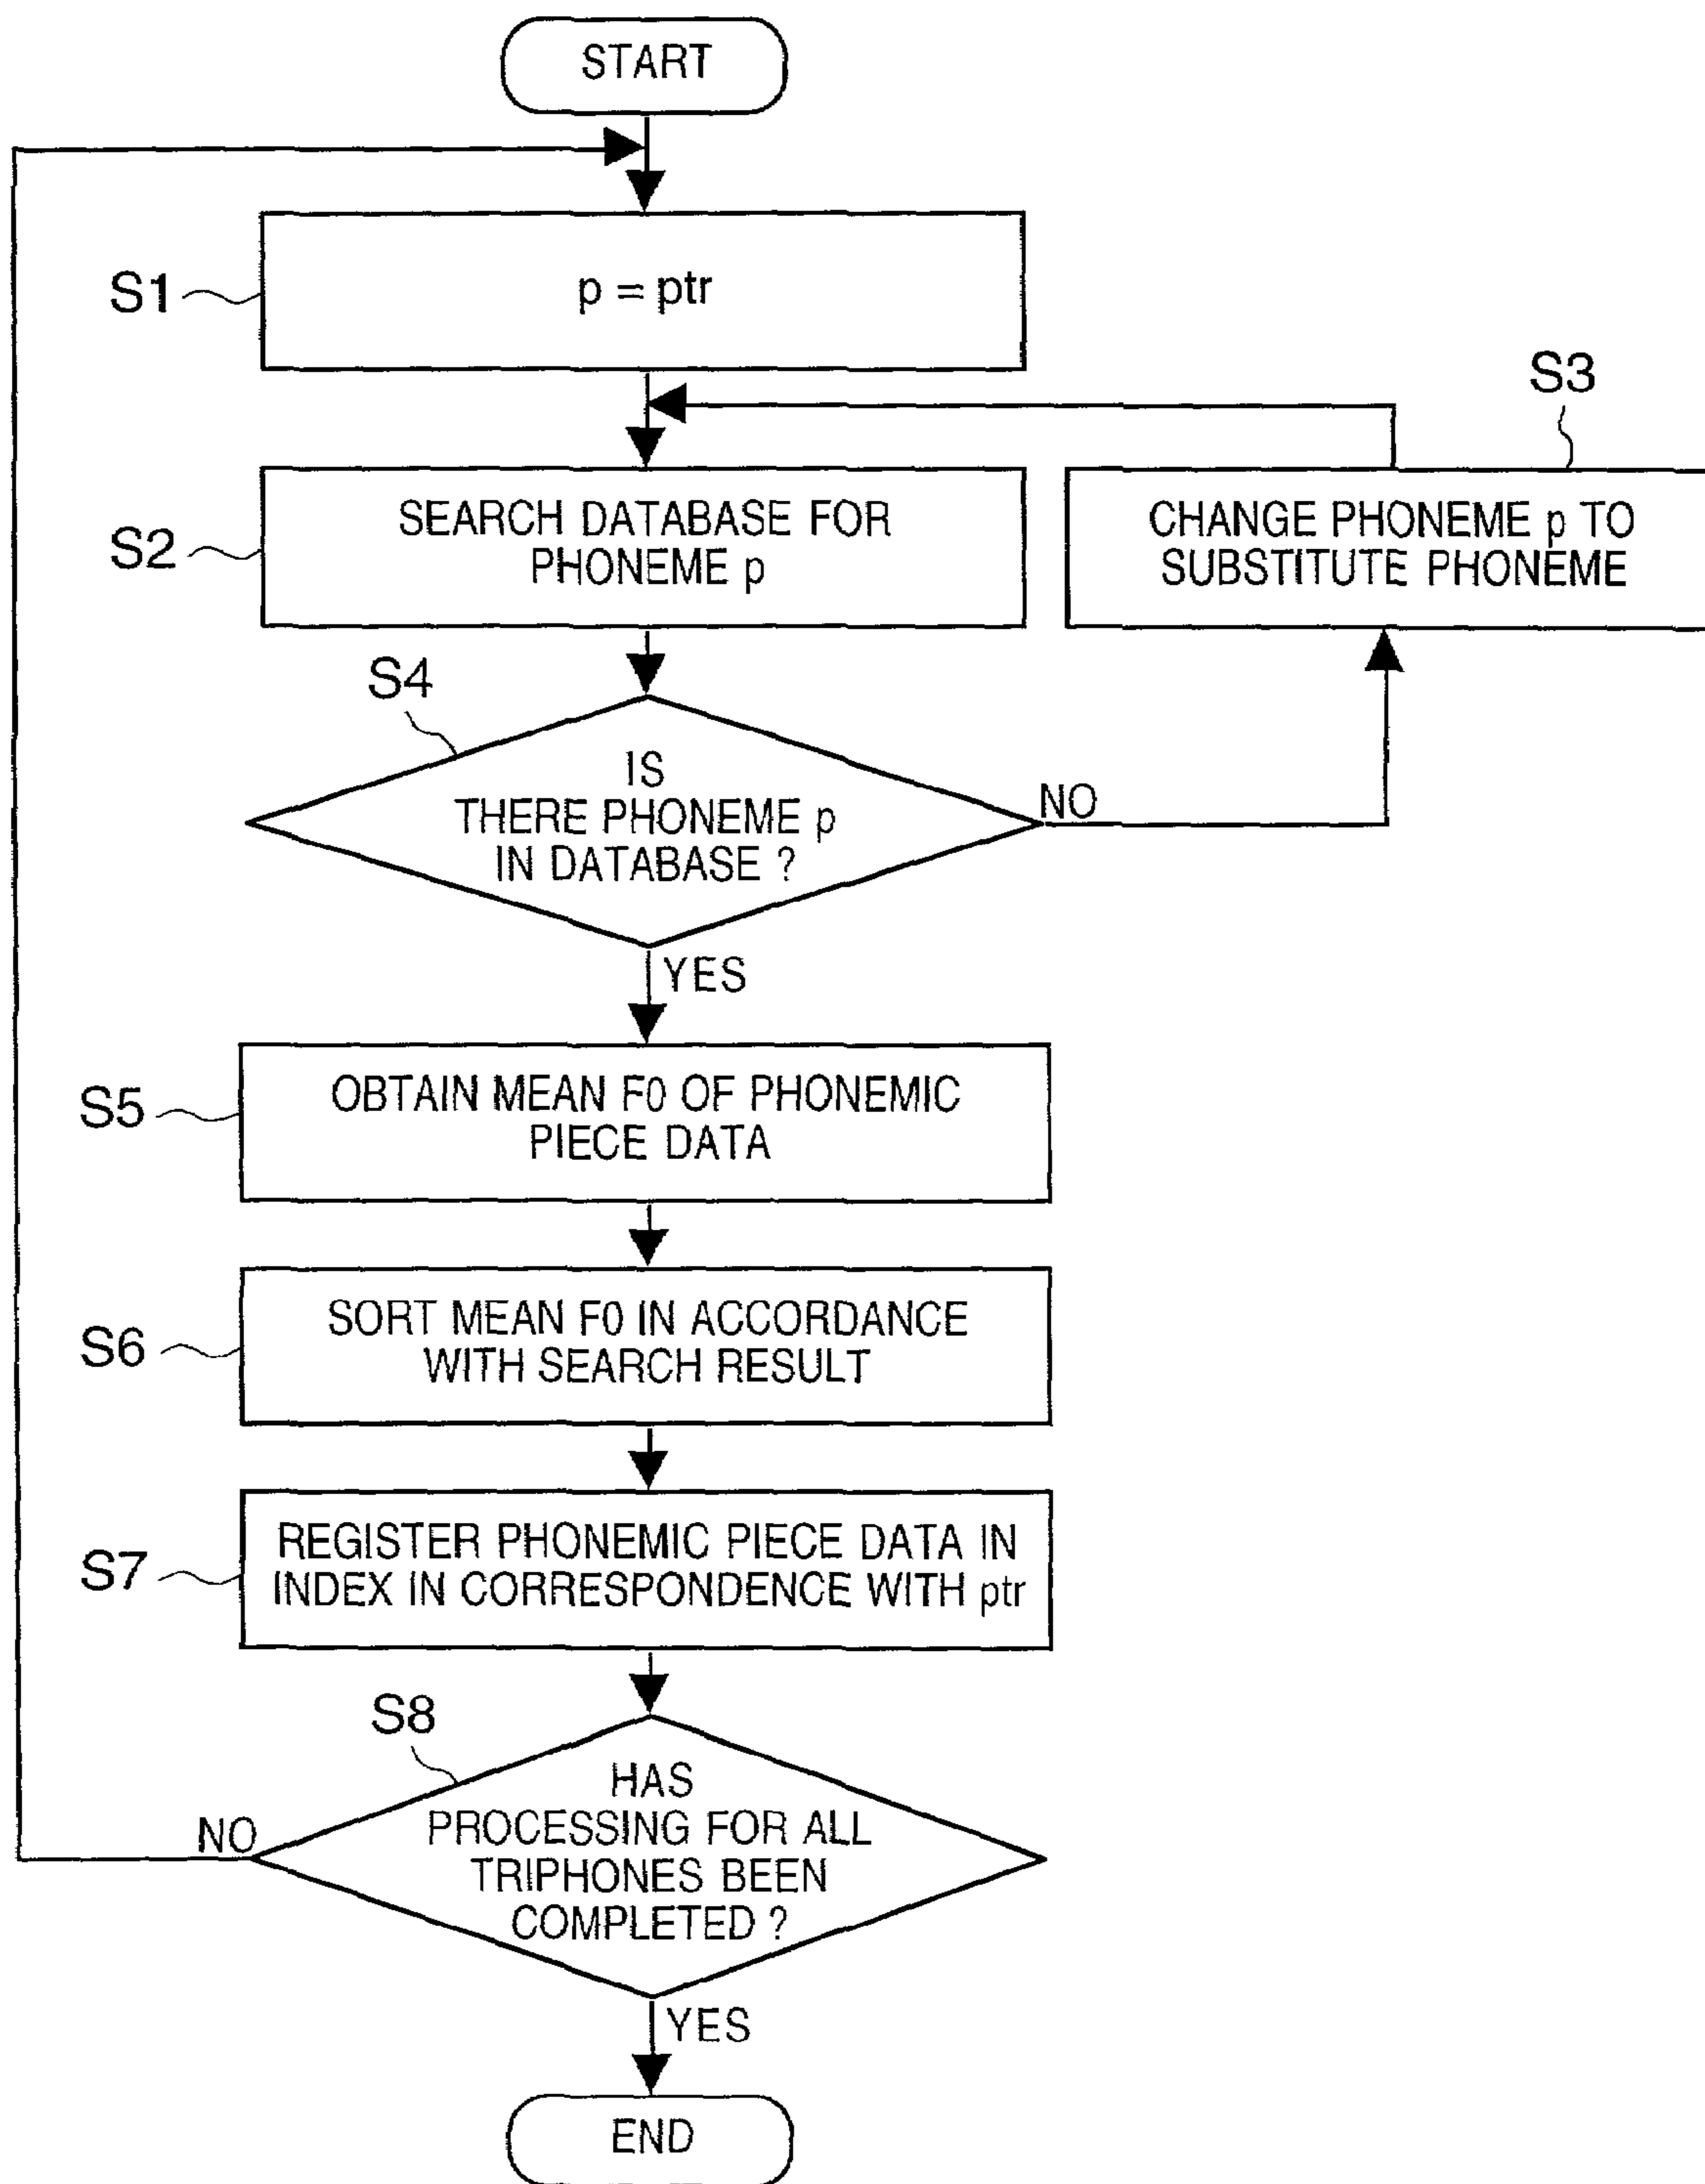 START
S1
p = ptr
S3
S2
SEARCH DATABASE FOR
PHONEME p
CHANGE PHONEME p TO
SUBSTITUTE PHONEME
S4
IS
THERE PHONEME p
IN DATABASE ?
NO
YES
S5
OBTAIN MEAN F0 OF PHONEMIC
PIECE DATA
S6
SORT MEAN F0 IN ACCORDANCE
WITH SEARCH RESULT
S7
REGISTER PHONEMIC PIECE DATA IN
INDEX IN CORRESPONDENCE WITH ptr
S8
HAS
PROCESSING FOR ALL
TRIPHONES BEEN
COMPLETED ?
NO
YES
END